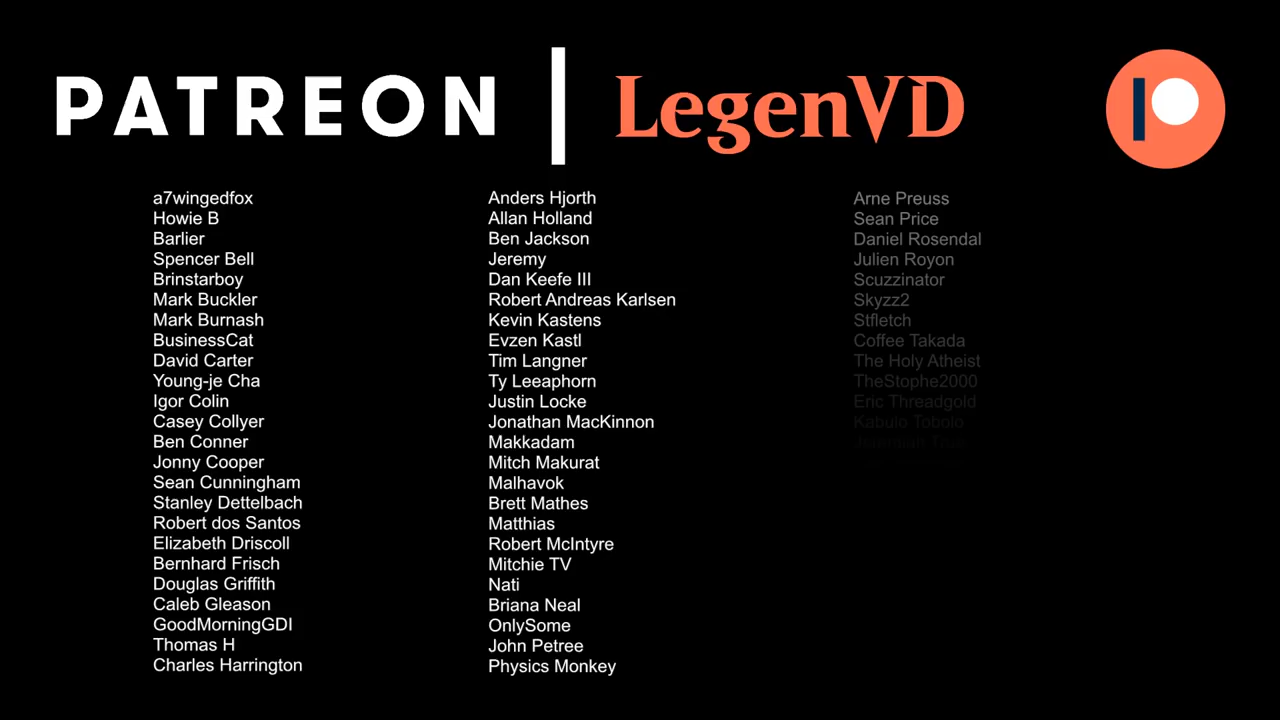 PATREON | LegenVD
a7wingedfox
Howie B
Barlier
Spencer Bell
Brinstarboy
Mark Buckler
Mark Burnash
BusinessCat
David Carter
Young-je Cha
Igor Colin
Casey Collyer
Ben Conner
Jonny Cooper
Sean Cunningham
Stanley Dettelbach
Robert dos Santos
Elizabeth Driscoll
Bernhard Frisch
Douglas Griffith
Caleb Gleason
GoodMorningGDI
Thomas H
Charles Harrington
Anders Hjorth
Allan Holland
Ben Jackson
Jeremy
Dan Keefe III
Robert Andreas Karlsen
Kevin Kastens
Evzen Kastl
Tim Langner
Ty Leeaphorn
Justin Locke
Jonathan MacKinnon
Makkadam
Mitch Makurat
Malhavok
Brett Mathes
Matthias
Robert McIntyre
Mitchie TV
Nati
Briana Neal
OnlySome
John Petree
Physics Monkey
Arne Preuss
Sean Price
Daniel Rosendal
Julien Royon
Scuzzinator
Skyzz2
Stfletch
Coffee Takada
The Holy Atheist
TheStophe2000
Eric Threadgold
Kabulo Tobolo